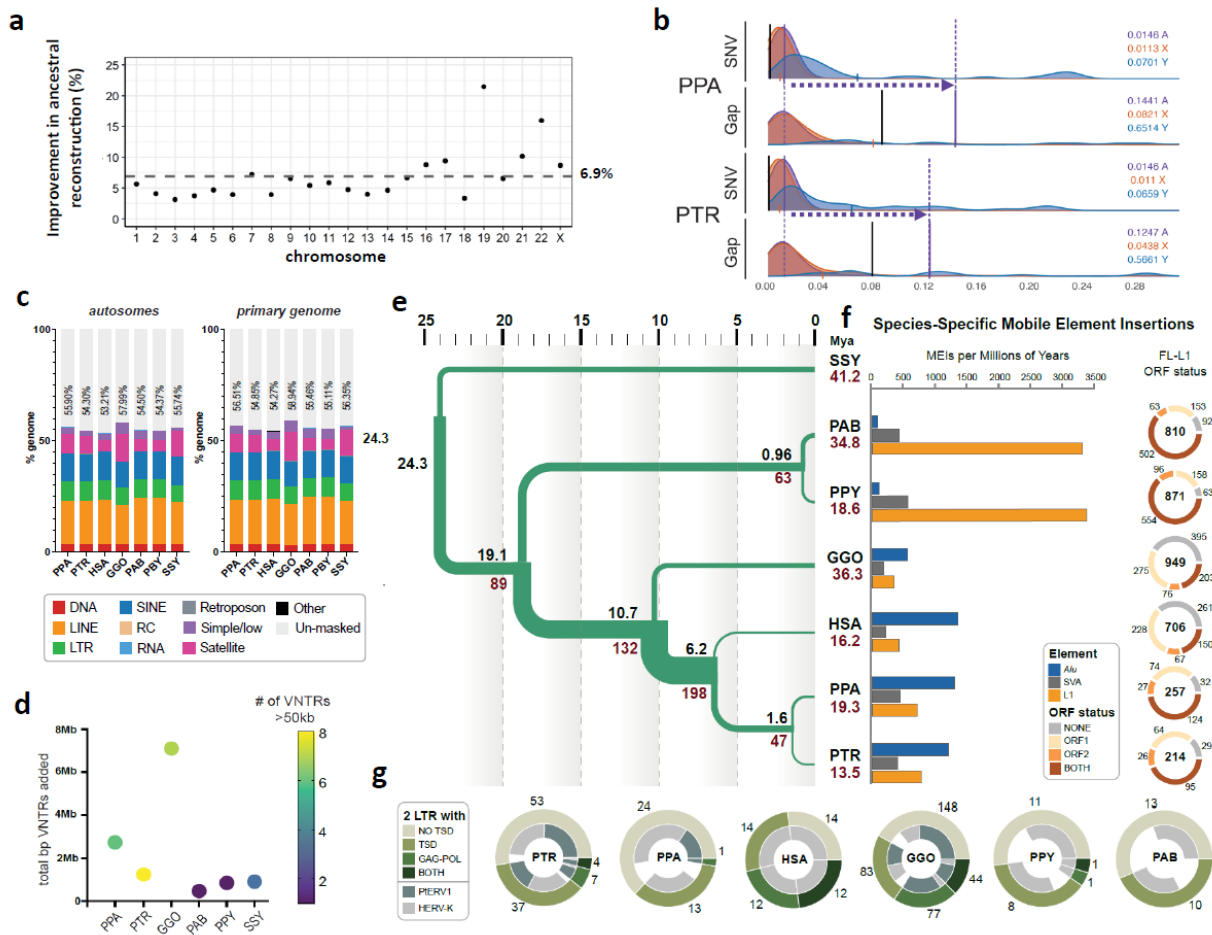 a
Improvement in ancestral
reconstruction (%)
25
20
15
10
5
0
6.9%
1 2 3 4 5 6 7 8 9 10 11 12 13 14 15 16 17 18 19 20 21 22 X
chromosome
b
PPA
SNV
0.0146 A
0.0113 X
0.0701 Y
Gap
0.1441 A
0.0821 X
0.6514 Y
PTR
SNV
0.0146 A
0.011 X
0.0659 Y
Gap
0.1247 A
0.0438 X
0.5661 Y
0.00 0.04 0.08 0.12 0.16 0.20 0.24 0.28
c
autosomes
primary genome
% genome
100
50
0
55.90% 54.30% 53.21% 57.99% 54.50% 54.37% 55.74%
PPA PTR HSA GGO PAB PBY SSY
% genome
100
50
0
56.51% 54.85% 54.27% 58.94% 55.46% 55.11% 56.35%
PPA PTR HSA GGO PAB PBY SSY
24.3
DNA SINE Retroposon Other
LINE RC Simple/low Un-masked
LTR RNA Satellite
d
# of VNTRs
>50kb
total bp VNTRs added
8Mb
6Mb
4Mb
2Mb
0
PPA PTR GGO PAB PPY SSY
8
6
4
2
e
25 20 15 10 5 0
Mya
SSY
41.2
PAB
34.8
PPY
18.6
GGO
36.3
HSA
16.2
PPA
19.3
PTR
13.5
24.3
19.1
89
0.96
63
10.7
132
6.2
198
1.6
47
f
Species-Specific Mobile Element Insertions
MEIs per Millions of Years
0 500 1000 1500 2000 2500 3000 3500
FL-L1
ORF status
63 153
810
92
502
96 158
871
63
554
395
949
275
203
76
261
706
228
150
67
74
257
32
27
124
64
214
29
26
95
Element
Alu
SVA
L1
ORF status
NONE
ORF1
ORF2
BOTH
g
2 LTR with
NO TSD
TSD
GAG-POL
BOTH
PtERV1
HERV-K
53
PTR
4
7
37
24
PPA
1
13
14 14
HSA
12 12
148
GGO
83
44
77
11
PPY
1
1
8
13
PAB
10